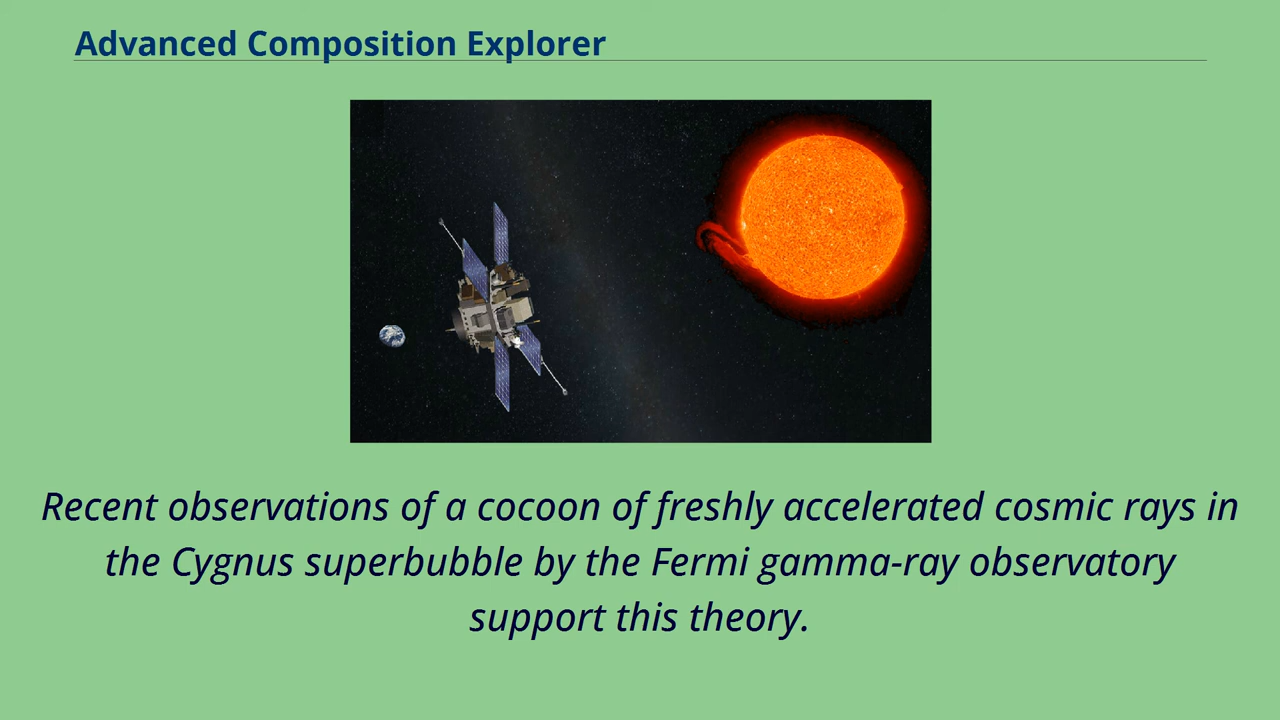 Advanced Composition Explorer
Recent observations of a cocoon of freshly accelerated cosmic rays in
the Cygnus superbubble by the Fermi gamma-ray observatory
support this theory.